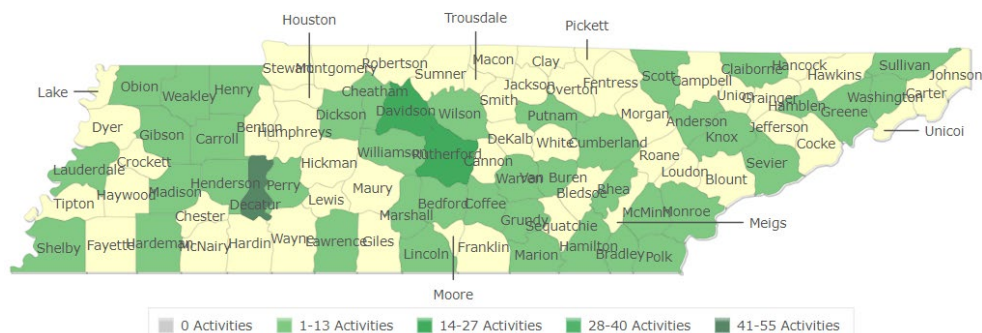 Houston
Trousdale
Pickett
Lake
Stewart Montgomery Robertson Sumner Macon Clay Fentress Scott Campbell Claiborne Hancock Hawkins Sullivan Johnson
Obion Weakley Henry Cheatham Davidson Wilson Smith Jackson Overton Union Grainger Hamblen Washington Carter
Dyer Gibson Carroll Benton Humphreys Dickson Putnam Morgan Anderson Knox Jefferson Greene Unicoi
Lauderdale Crockett Williamson Rutherford Cannon DeKalb White Cumberland Roane Loudon Sevier Cocke
Tipton Haywood Madison Henderson Decatur Perry Hickman Maury Warren Van Buren Bledsoe Rhea Blount
Chester Lewis Marshall Bedford Coffee Grundy Sequatchie McMinn Monroe Meigs
Shelby Fayette Hardeman McNairy Hardin Wayne Lawrence Giles Lincoln Franklin Marion Hamilton Bradley Polk
Moore
0 Activities 1-13 Activities 14-27 Activities 28-40 Activities 41-55 Activities